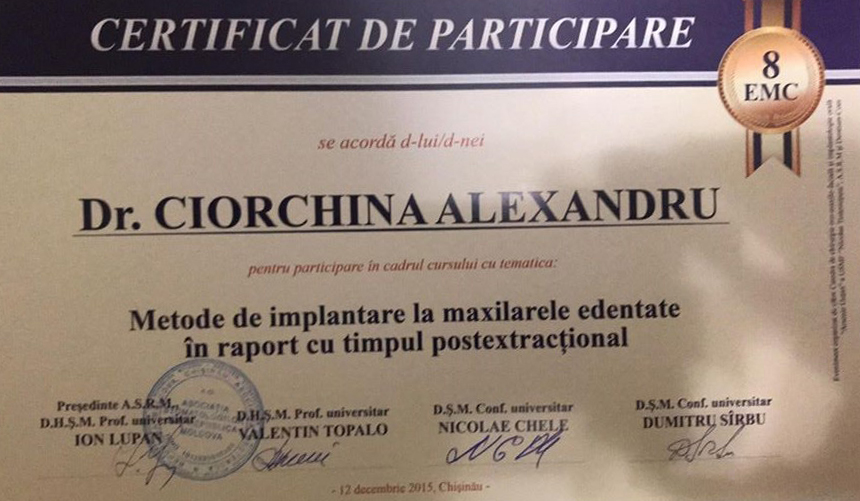 CERTIFICAT DE PARTICIPARE
8
EMC
se acordă d-lui/d-nei
Dr. CIORCHINA ALEXANDRU
pentru participare în cadrul cursului cu tematica:
Metode de implantare la maxilarele edentate
în raport cu timpul postextracțional
Președinte A.S.R.M.,
D.H.Ș.M. Prof. universitar
ION LUPAN
D.H.Ș.M. Prof. universitar
VALENTIN TOPALO
D.Ș.M. Conf. universitar
NICOLAE CHELE
D.Ș.M. Conf. universitar
DUMITRU SÎRBU
ASOCIAȚIA
MOLDOVA
- 12 decembrie 2015, Chișinău -